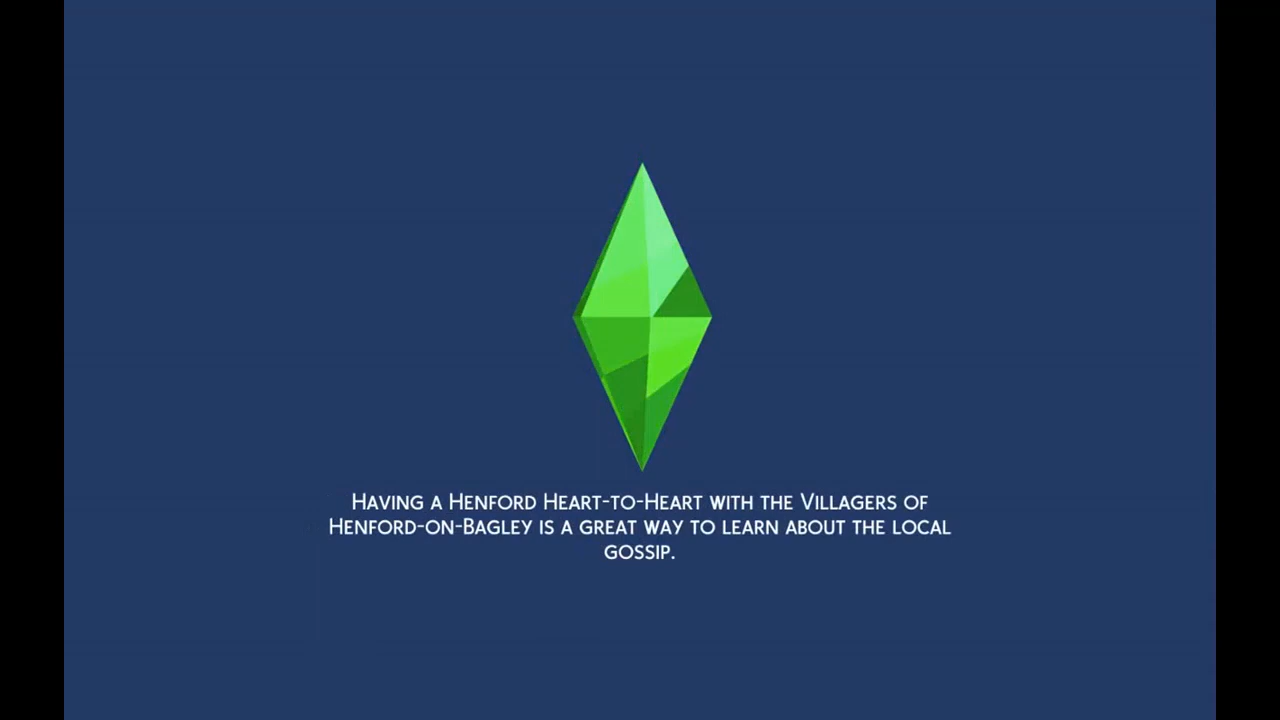 Having a Henford Heart-to-Heart with the Villagers of
Henford-on-Bagley is a great way to learn about the local
gossip.